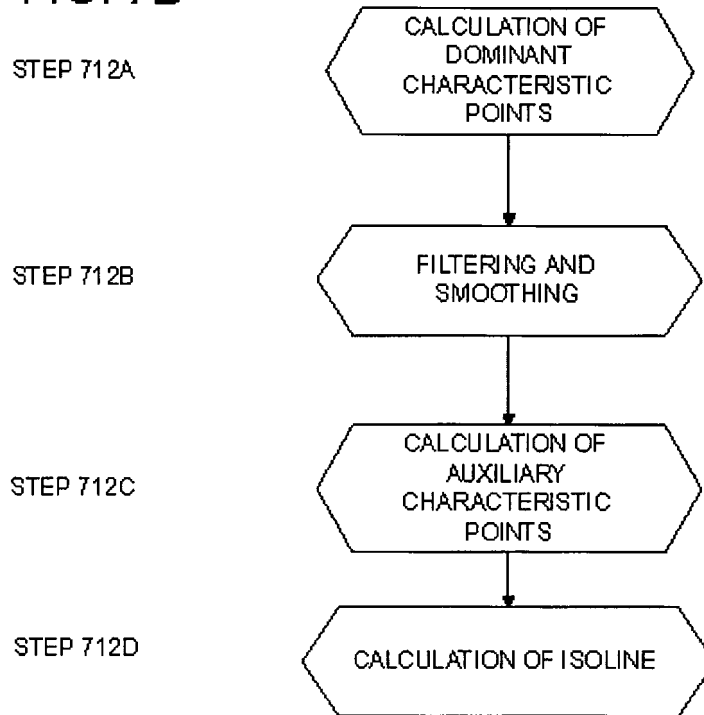 STEP 712A
CALCULATION OF
DOMINANT
CHARACTERISTIC
POINTS
STEP 712B
FILTERING AND
SMOOTHING
STEP 712C
CALCULATION OF
AUXILIARY
CHARACTERISTIC
POINTS
STEP 712D
CALCULATION OF ISOLINE